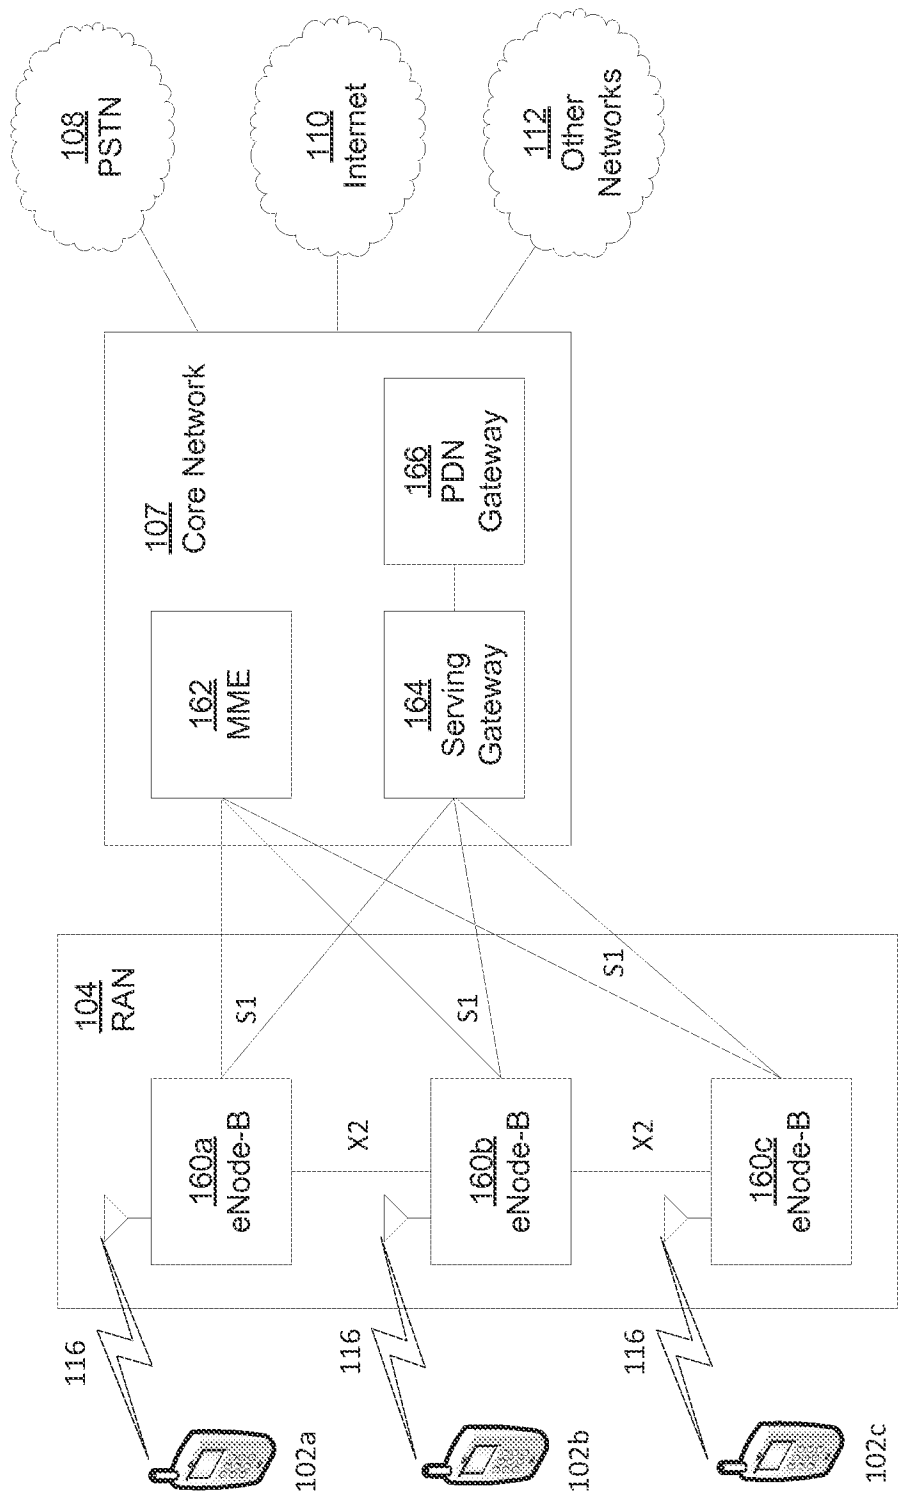 108
PSTN
110
Internet
112
Other
Networks
107
Core Network
162
MME
166
PDN
Gateway
164
Serving
Gateway
104
RAN
S1
S1
S1
160a
eNode-B
X2
160b
eNode-B
X2
160c
eNode-B
116
116
116
102a
102b
102c